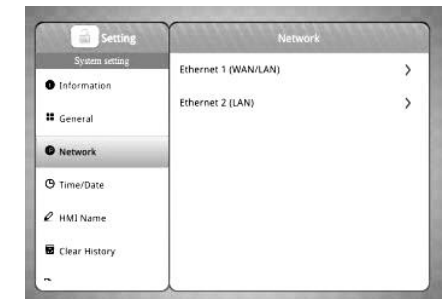 Setting
System setting
Information
General
Network
Time/Date
HMI Name
Clear History
Network
Ethernet 1 (WAN/LAN)
Ethernet 2 (LAN)